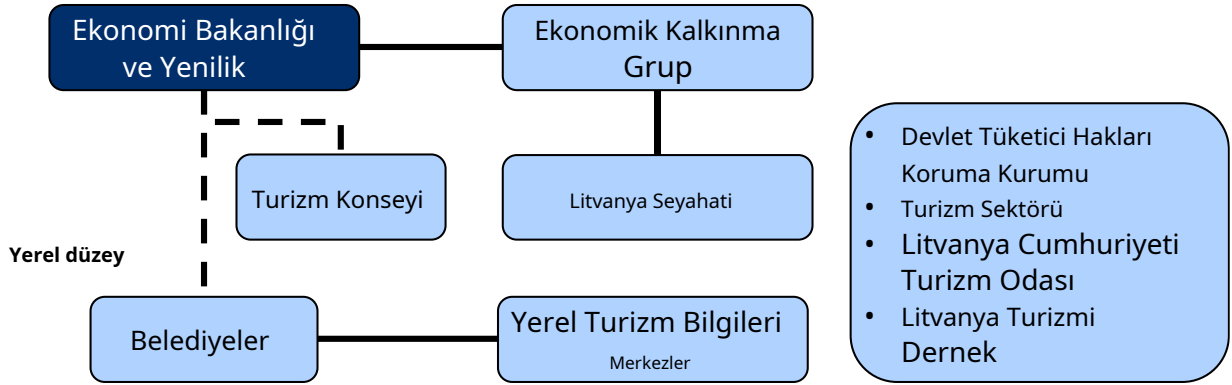 Ekonomi Bakanlığı
ve Yenilik
Ekonomik Kalkınma
Grup
Turizm Konseyi
Litvanya Seyahati
Yerel düzey
Belediyeler
Yerel Turizm Bilgileri
Merkezler
• Devlet Tüketici Hakları
Koruma Kurumu
• Turizm Sektörü
• Litvanya Cumhuriyeti
Turizm Odası
• Litvanya Turizmi
Dernek